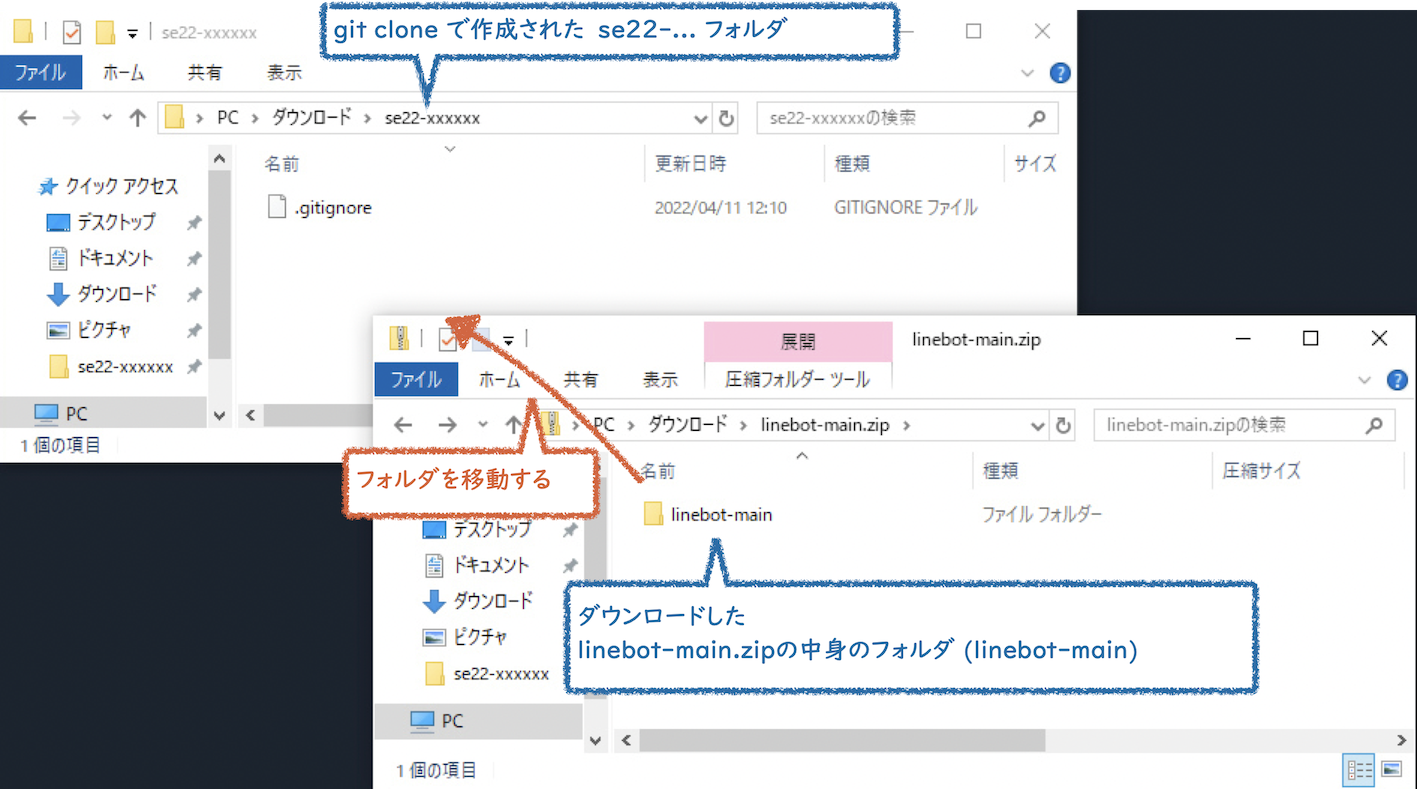 git clone で作成された se22-... フォルダ
se22-xxxxxx
ファイル ホーム 共有 表示
PC ダウンロード se22-xxxxxx
se22-xxxxxxの検索
名前 更新日時 種類 サイズ
.gitignore 2022/04/11 12:10 GITIGNORE ファイル
クイック アクセス
デスクトップ
ドキュメント
ダウンロード
ピクチャ
se22-xxxxxx
PC
1 個の項目
展開 linebot-main.zip
ファイル ホーム 共有 表示 圧縮フォルダー ツール
PC ダウンロード linebot-main.zip
linebot-main.zipの検索
フォルダを移動する
名前 種類 圧縮サイズ
linebot-main ファイル フォルダー
デスクトップ
ドキュメント
ダウンロード
ピクチャ
se22-xxxxxx
PC
1 個の項目
ダウンロードした
linebot-main.zipの中身のフォルダ (linebot-main)